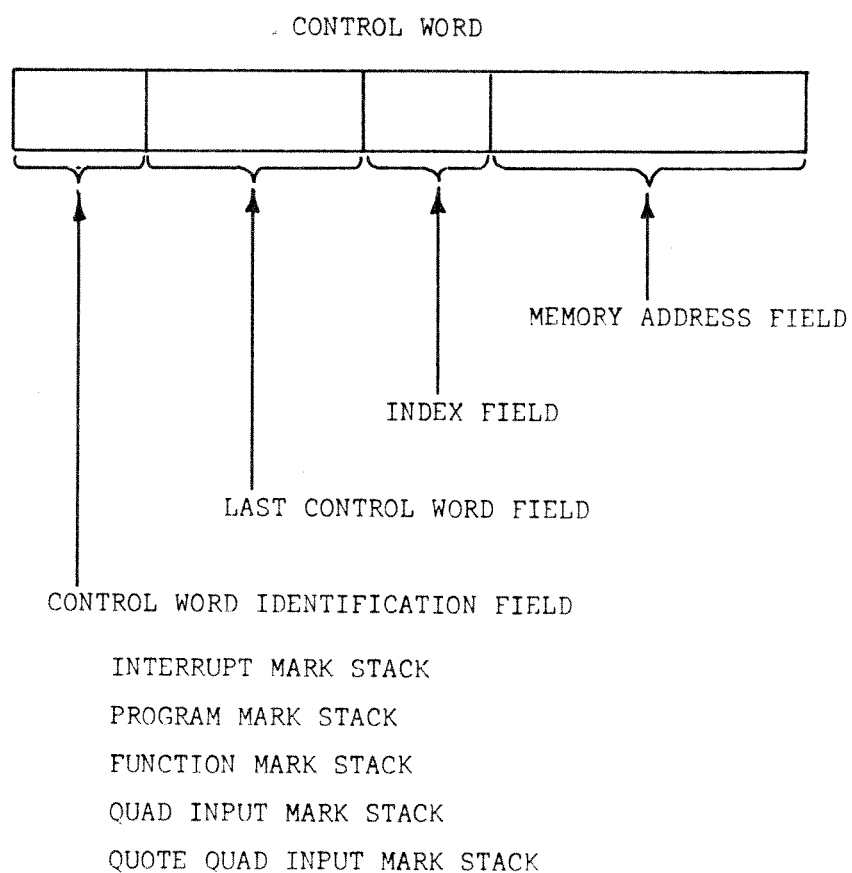 CONTROL WORD
MEMORY ADDRESS FIELD
INDEX FIELD
LAST CONTROL WORD FIELD
CONTROL WORD IDENTIFICATION FIELD
INTERRUPT MARK STACK
PROGRAM MARK STACK
FUNCTION MARK STACK
QUAD INPUT MARK STACK
QUOTE QUAD INPUT MARK STACK